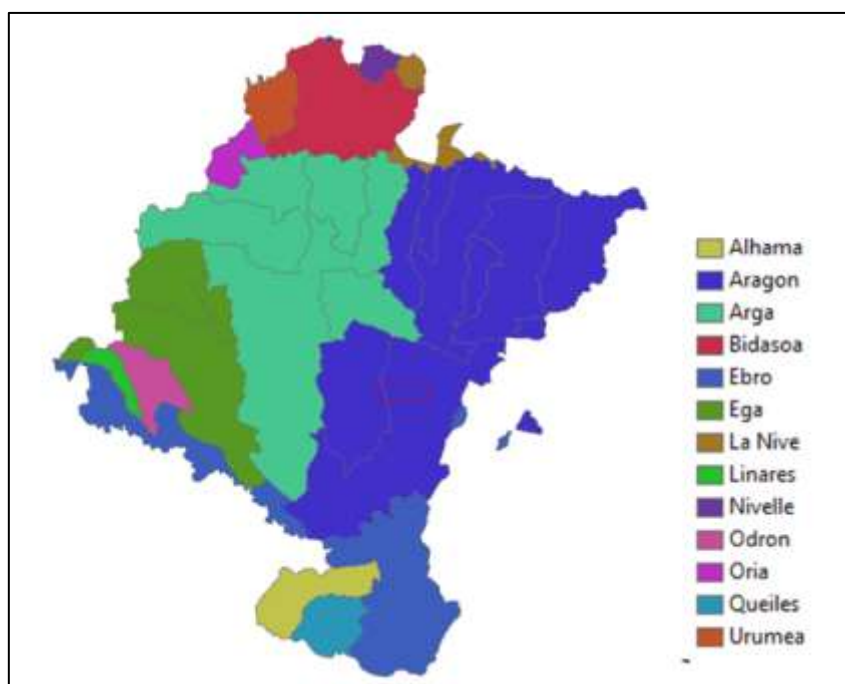 Alhama
Aragon
Arga
Bidasoa
Ebro
Ega
La Nive
Linares
Nivelle
Odron
Oria
Queiles
Urumea